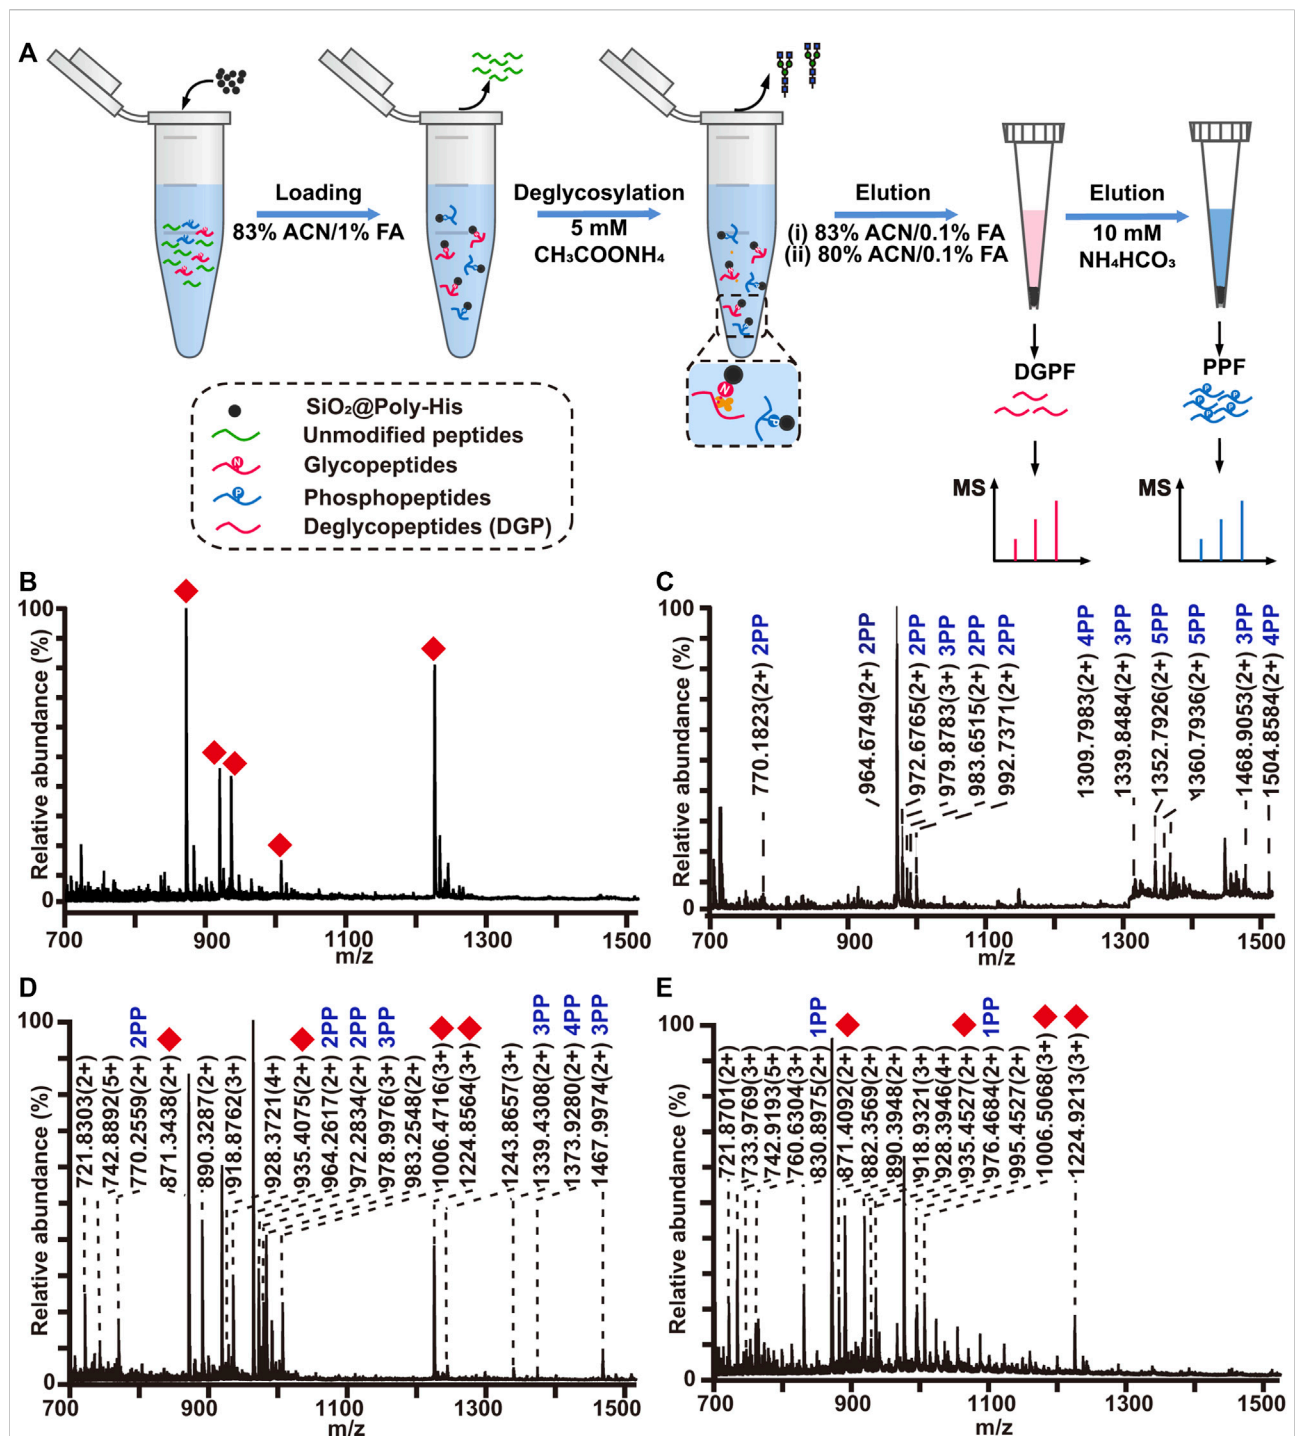 A
Loading
83% ACN/1% FA
Deglycosylation
5 mM
CH₃COONH₄
Elution
(i) 83% ACN/0.1% FA
(ii) 80% ACN/0.1% FA
Elution
10 mM
NH₄HCO₃
N
P
DGPF
PPF
P P P P P
SiO₂@Poly-His
Unmodified peptides
N Glycopeptides
P Phosphopeptides
Deglycopeptides (DGP)
MS
MS
B
Relative abundance (%)
100
0
700 900 1100 1300 1500
m/z
C
Relative abundance (%)
100
0
770.1823(2+) 2PP
964.6749(2+) 2PP
972.6765(2+) 2PP
979.8783(3+) 3PP
983.6515(2+) 2PP
992.7371(2+) 2PP
1309.7983(2+) 4PP
1339.8484(2+) 3PP
1352.7926(2+) 5PP
1360.7936(2+) 5PP
1468.9053(2+) 3PP
1504.8584(2+) 4PP
700 900 1100 1300 1500
m/z
D
Relative abundance (%)
100
0
721.8303(2+)
742.8892(5+)
770.2559(2+) 2PP
871.3438(2+)
890.3287(2+)
918.8762(3+)
928.3721(4+)
935.4075(2+)
964.2617(2+) 2PP
972.2834(2+) 2PP
978.9976(3+) 3PP
983.2548(2+)
1006.4716(3+)
1224.8564(3+)
1243.8657(3+)
1339.4308(2+) 3PP
1373.9280(2+) 4PP
1467.9974(2+) 3PP
700 900 1100 1300 1500
m/z
E
Relative abundance (%)
100
0
721.8701(2+)
733.9769(3+)
742.9193(5+)
760.6304(3+)
830.8975(2+) 1PP
871.4092(2+)
882.3569(2+)
890.3948(2+)
918.9321(3+)
928.3946(4+)
935.4527(2+)
976.4684(2+) 1PP
995.4527(2+)
1006.5068(3+)
1224.9213(3+)
700 900 1100 1300 1500
m/z